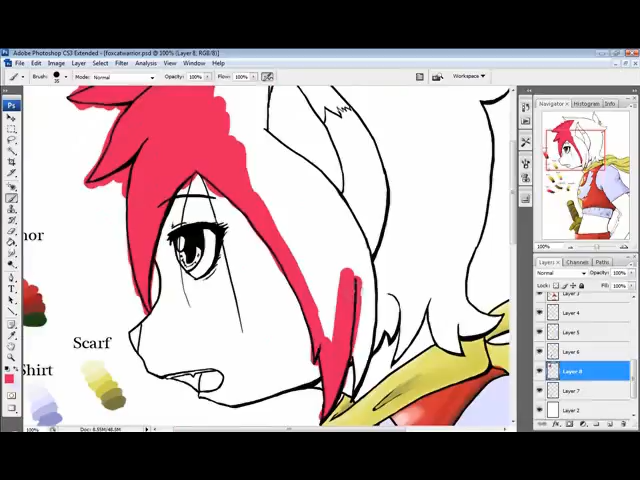 Adobe Photoshop CS3 Extended - [foxcatwarrior.psd @ 100% (Layer 8, RGB/8)]
File Edit Image Layer Select Filter Analysis View Window Help
Brush: Mode: Normal Opacity: 100% Flow: 100% Workspace
Ps
Navigator Histogram Info
100%
Layers Channels Paths
Normal Opacity: 100%
Lock: Fill: 100%
Layer 4
Layer 5
Layer 6
Layer 8
Layer 7
Layer 2
mor
Scarf
Shirt
100%